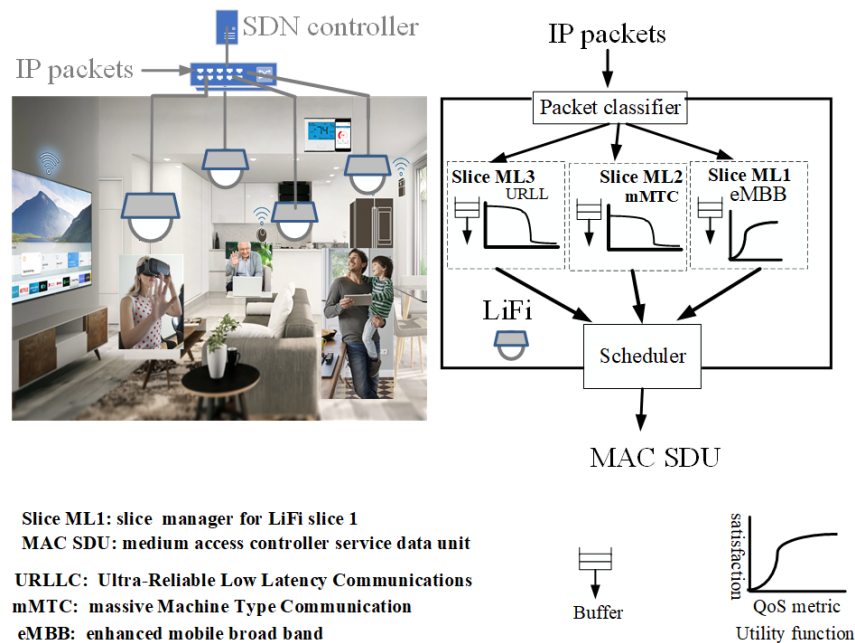 SDN controller
IP packets
IP packets
Packet classifier
Slice ML3
URLL
Slice ML2
mMTC
Slice ML1
eMBB
LiFi
Scheduler
MAC SDU
Slice ML1: slice manager for LiFi slice 1
MAC SDU: medium access controller service data unit
URLLC: Ultra-Reliable Low Latency Communications
mMTC: massive Machine Type Communication
eMBB: enhanced mobile broad band
Buffer
satisfaction
QoS metric
Utility function